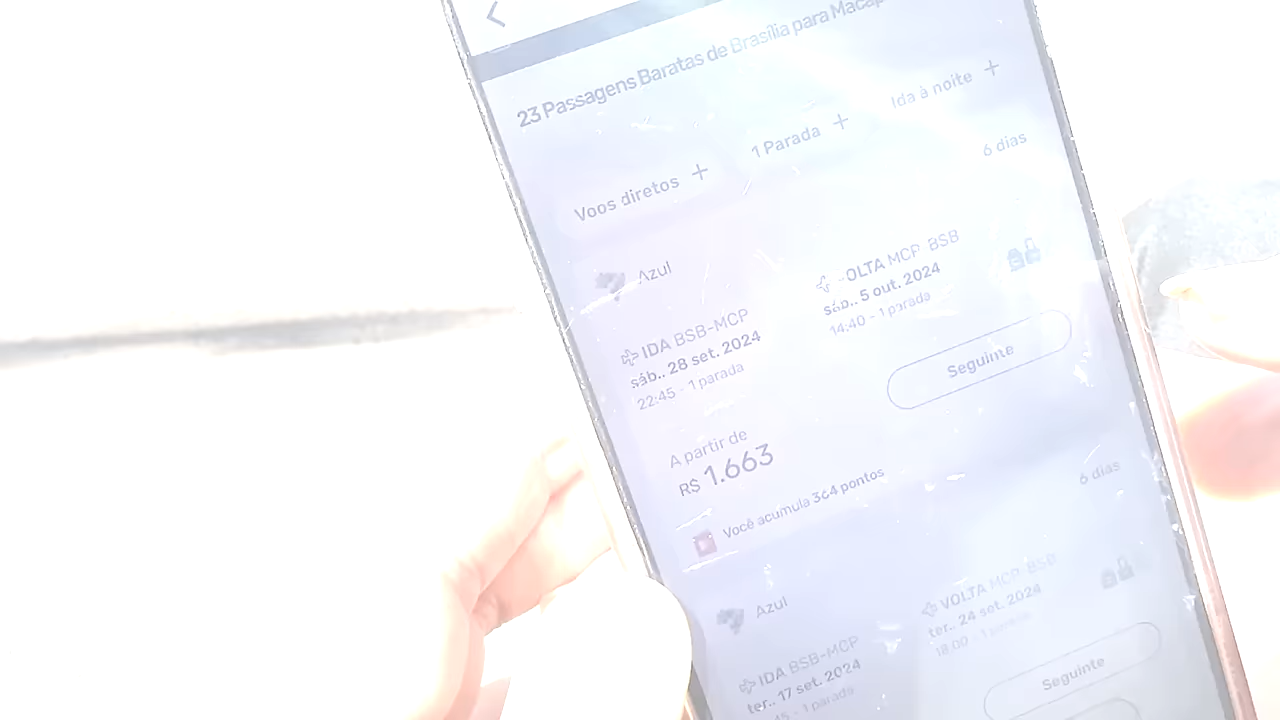 23 Passagens Baratas de Brasília para Macap
Voos diretos +
1 Parada +
Ida à noite +
6 dias
Azul
IDA BSB-MCP
sáb.. 28 set. 2024
22:45 - 1 parada
VOLTA MCP-BSB
sáb.. 5 out. 2024
14:40 - 1 parada
Seguinte
A partir de
R$ 1.663
Você acumula 364 pontos
6 dias
Azul
IDA BSB-MCP
ter.. 17 set. 2024
45 - 1 parada
VOLTA MCP-BSB
ter.. 24 set. 2024
18:00 - 1 parada
Seguinte